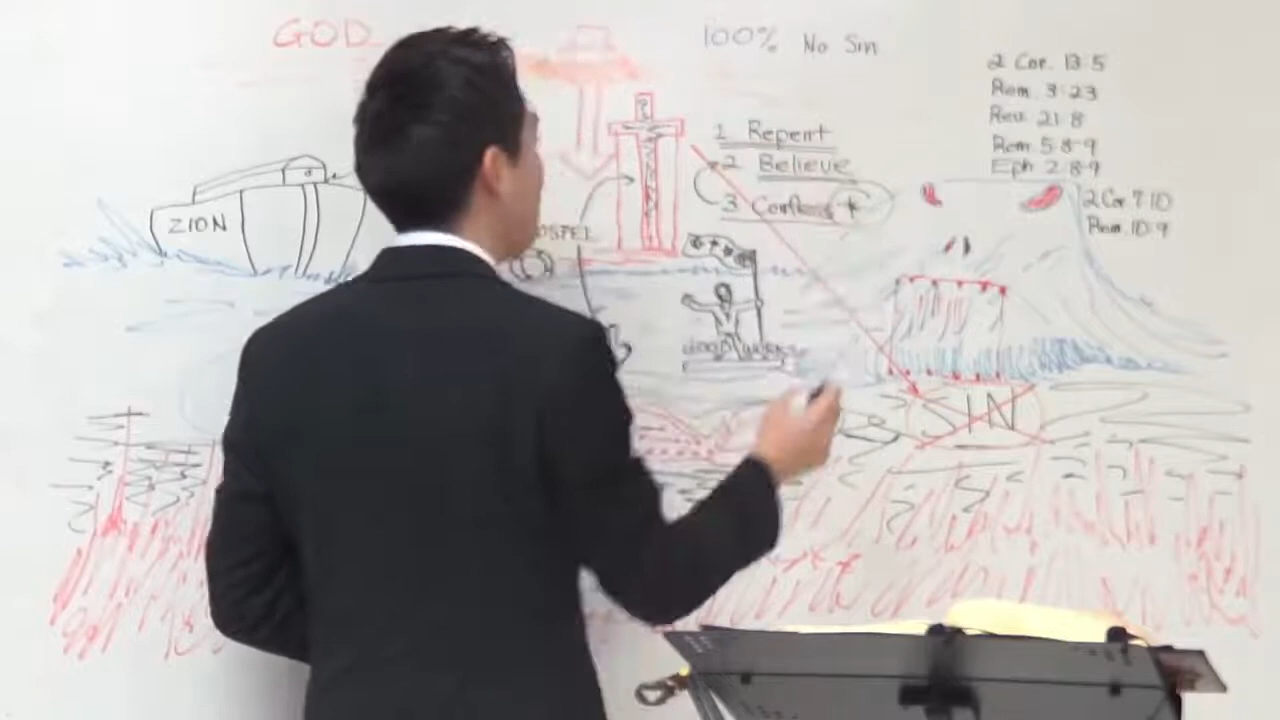 GOD
100% No Sin
2 Cor. 13:5
Rom 3:23
Rev. 21:8
Rom 5:8-9
Eph 2:8-9
2 Cor 7:10
Rom. 10:9
1 Repent
2 Believe
3 Confess
ZION
OSPEL
SIN